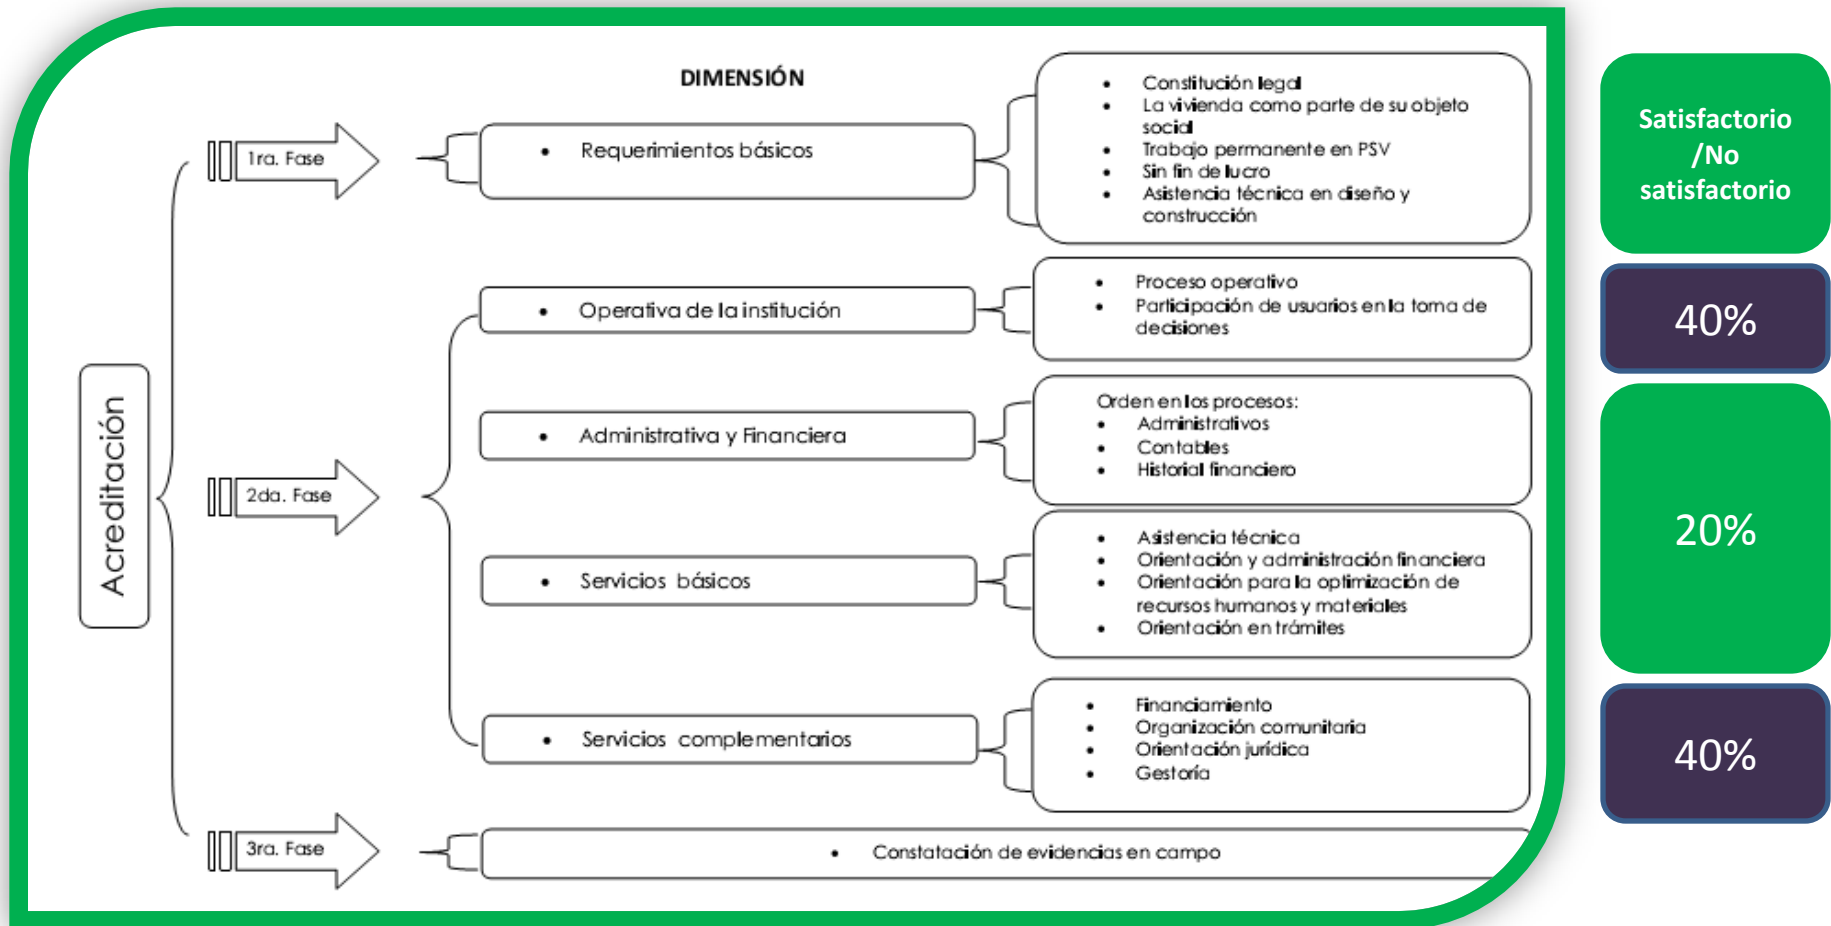 DIMENSIÓN
Acreditación
1ra. Fase
• Requerimientos básicos
• Constitución legal
• La vivienda como parte de su objeto
social
• Trabajo permanente en PSV
• Sin fin de lucro
• Asistencia técnica en diseño y
construcción
Satisfactorio
/No
satisfactorio
2da. Fase
• Operativa de la institución
• Proceso operativo
• Participación de usuarios en la toma de
decisiones
40%
• Administrativa y Financiera
Orden en los procesos:
• Administrativos
• Contables
• Historial financiero
• Servicios básicos
• Asistencia técnica
• Orientación y administración financiera
• Orientación para la optimización de
recursos humanos y materiales
• Orientación en trámites
20%
• Servicios complementarios
• Financiamiento
• Organización comunitaria
• Orientación jurídica
• Gestoría
40%
3ra. Fase
• Constatación de evidencias en campo